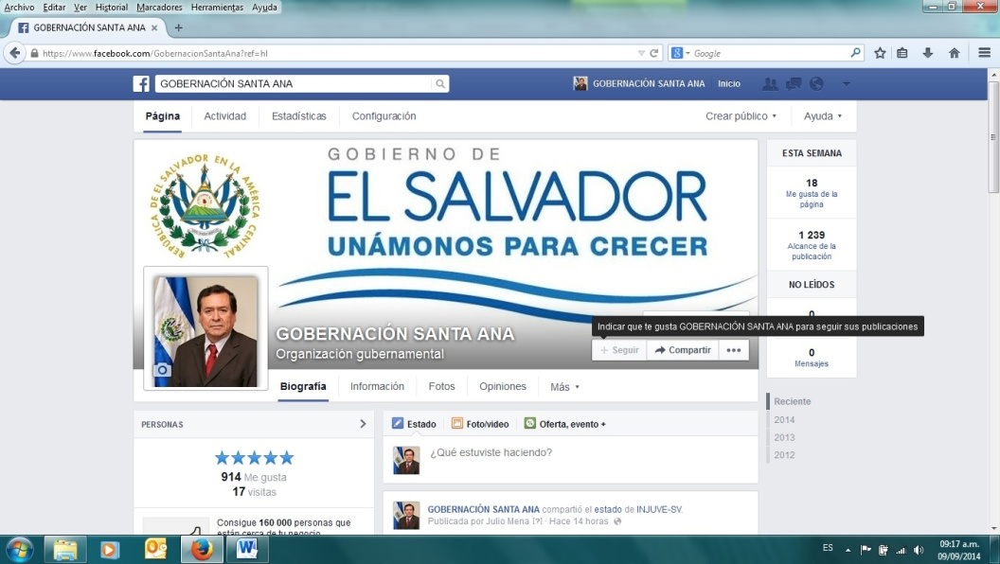 Archivo Editar Ver Historial Marcadores Herramientas Ayuda
GOBERNACIÓN SANTA ANA
https://www.facebook.com/GobernacionSantaAna?ref=hl
Google
GOBERNACIÓN SANTA ANA
GOBERNACIÓN SANTA ANA Inicio
Página Actividad Estadísticas Configuración Crear público Ayuda
REPÚBLICA DE EL SALVADOR EN LA AMÉRICA CENTRAL
GOBIERNO DE
EL SALVADOR
UNÁMONOS PARA CRECER
GOBERNACIÓN SANTA ANA
Organización gubernamental
Indicar que te gusta GOBERNACIÓN SANTA ANA para seguir sus publicaciones
+ Seguir Compartir
Biografía Información Fotos Opiniones Más
ESTA SEMANA
18
Me gusta de la
página
1 239
Alcance de la
publicación
NO LEÍDOS
0
0
Mensajes
Reciente
2014
2013
2012
PERSONAS
914 Me gusta
17 visitas
Consigue 160 000 personas que
están cerca de tu negocio
Estado Foto/video Oferta, evento +
¿Qué estuviste haciendo?
GOBERNACIÓN SANTA ANA compartió el estado de INJUVE-SV.
Publicada por Julio Mena [?] · Hace 14 horas
ES
09:17 a.m.
09/09/2014